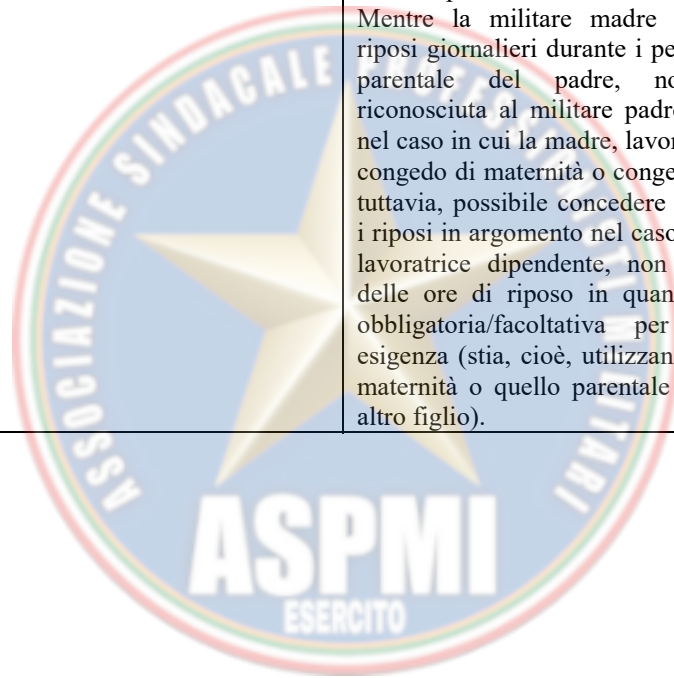 Mentre la militare madre
riposi giornalieri durante i pe
parentale del padre, no
riconosciuta al militare padre
nel caso in cui la madre, lavor
congedo di maternità o conge
tuttavia, possibile concedere
i riposi in argomento nel caso
lavoratrice dipendente, non
delle ore di riposo in quan
obbligatoria/facoltativa per
esigenza (stia, cioè, utilizzan
maternità o quello parentale
altro figlio).
ASSOCIAZIONE SINDACALE PROFESSIONISTI MILITARI
ASPMI
ESERCITO